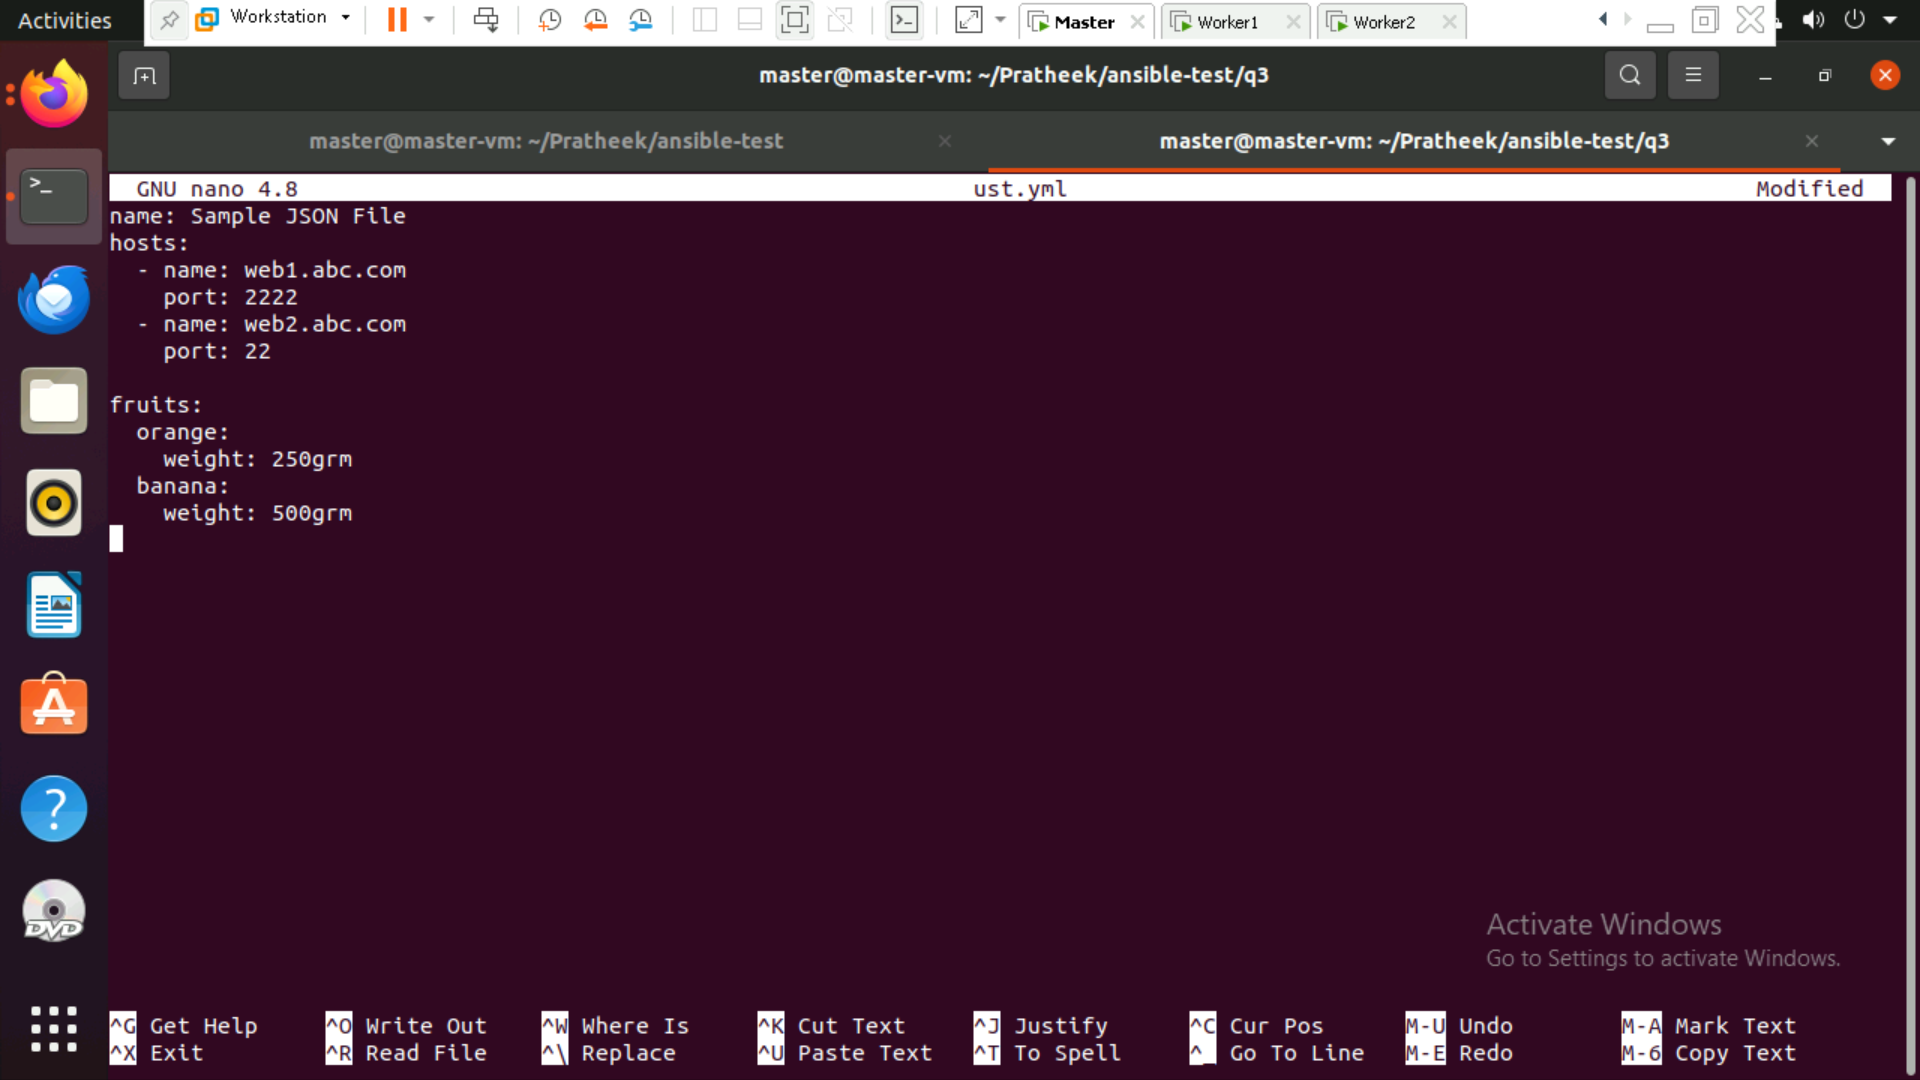 Activities
Workstation
Master
Worker1
Worker2
master@master-vm: ~/Pratheek/ansible-test/q3
master@master-vm: ~/Pratheek/ansible-test
master@master-vm: ~/Pratheek/ansible-test/q3
GNU nano 4.8 ust.yml Modified
name: Sample JSON File
hosts:
  - name: web1.abc.com
    port: 2222
  - name: web2.abc.com
    port: 22
fruits:
  orange:
    weight: 250grm
  banana:
    weight: 500grm
DVD
Activate Windows
Go to Settings to activate Windows.
^G Get Help ^O Write Out ^W Where Is ^K Cut Text ^J Justify ^C Cur Pos M-U Undo M-A Mark Text
^X Exit ^R Read File ^\ Replace ^U Paste Text ^T To Spell ^_ Go To Line M-E Redo M-6 Copy Text